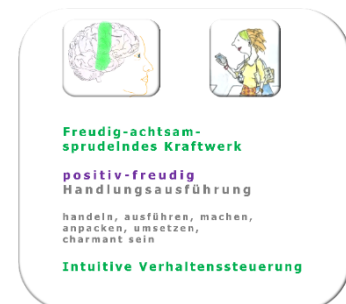 Freudig-achtsam-
sprudelndes Kraftwerk
positiv-freudig
Handlungsausführung
handeln, ausführen, machen,
anpacken, umsetzen,
charmant sein
Intuitive Verhaltenssteuerung